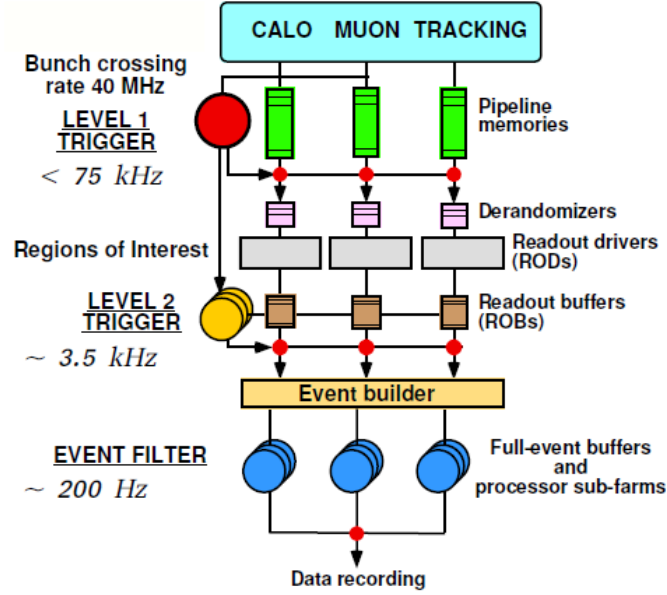 CALO MUON TRACKING
Bunch crossing
rate 40 MHz
LEVEL 1
TRIGGER
< 75 kHz
Pipeline
memories
Derandomizers
Regions of Interest
Readout drivers
(RODs)
LEVEL 2
TRIGGER
~ 3.5 kHz
Readout buffers
(ROBs)
Event builder
EVENT FILTER
~ 200 Hz
Full-event buffers
and
processor sub-farms
Data recording